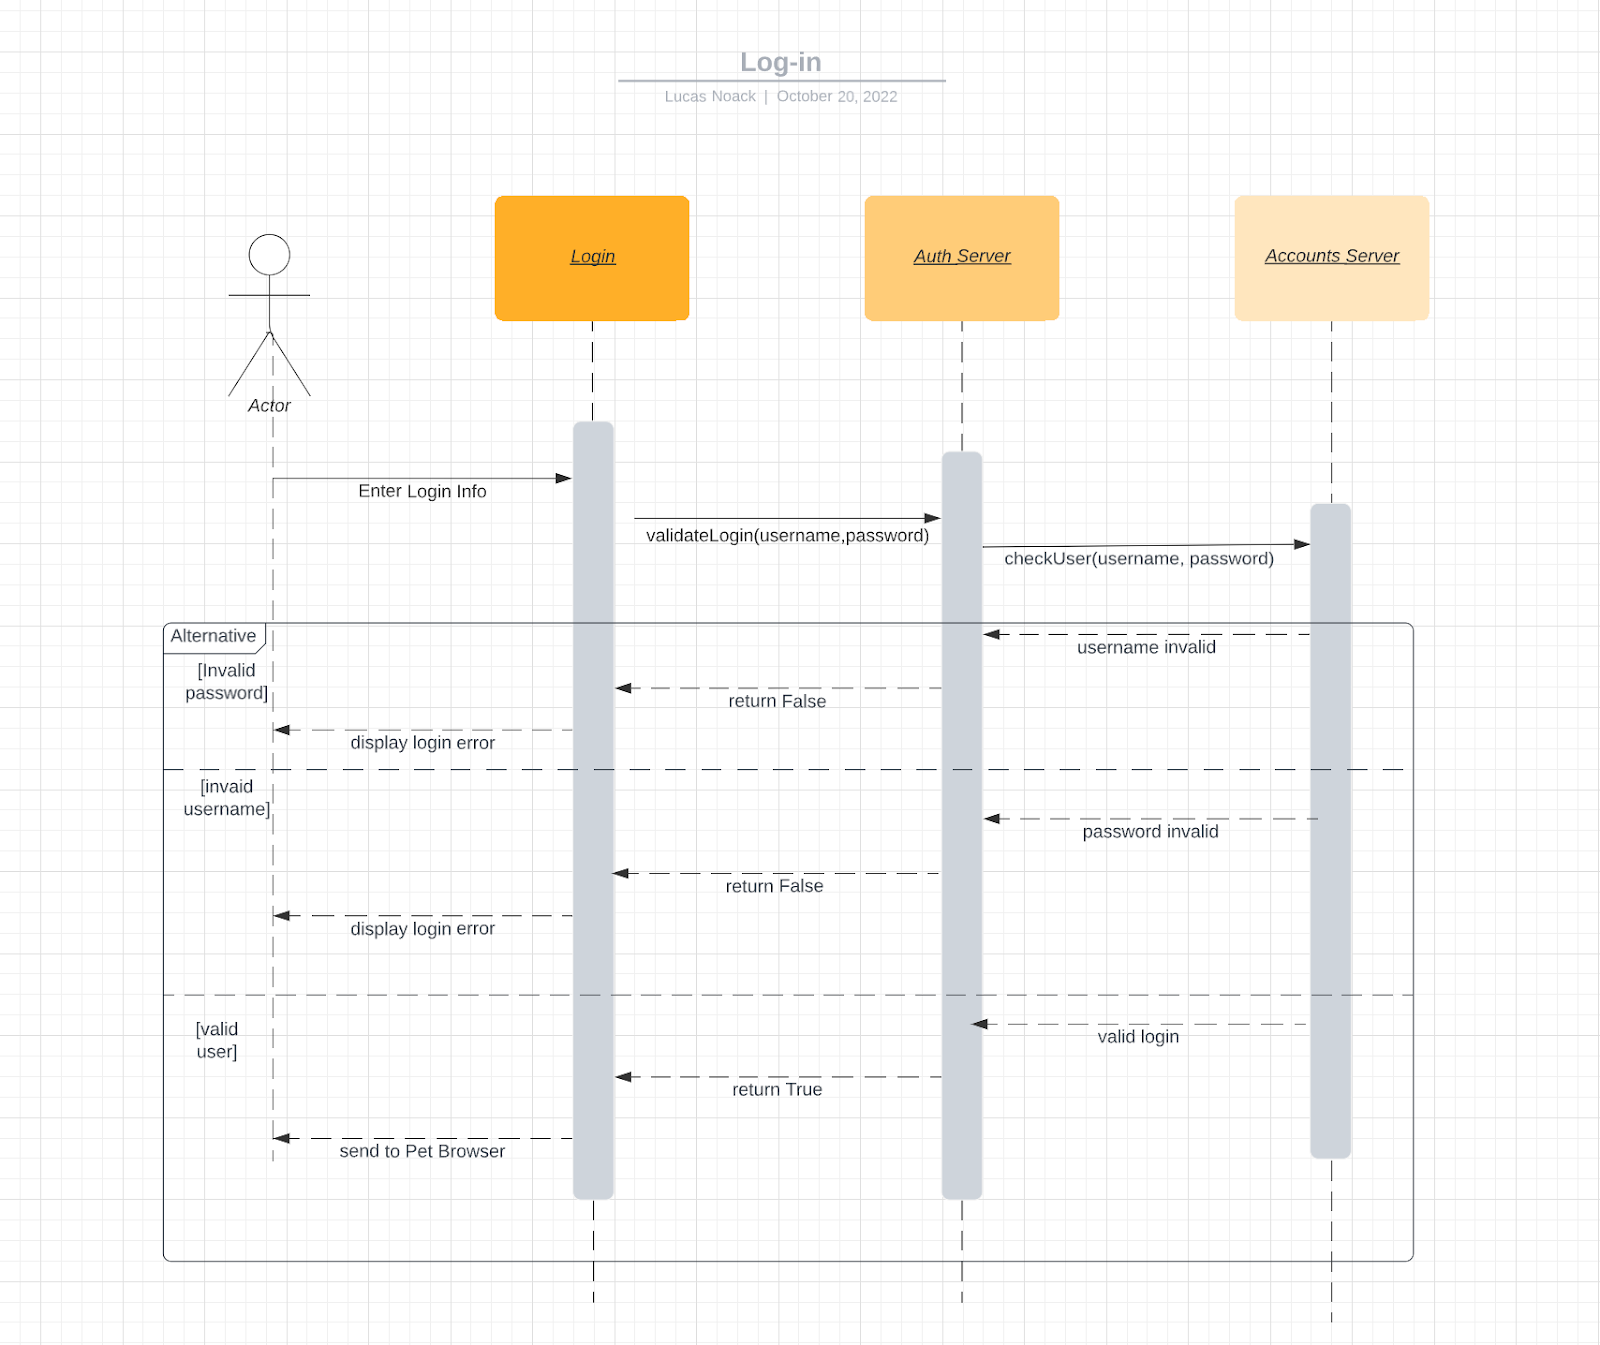 Log-in
Lucas Noack | October 20, 2022
Login
Auth Server
Accounts Server
Actor
Enter Login Info
validateLogin(username,password)
checkUser(username, password)
Alternative
username invalid
[Invalid
password]
return False
display login error
[invaid
username]
password invalid
return False
display login error
[valid
user]
valid login
return True
send to Pet Browser